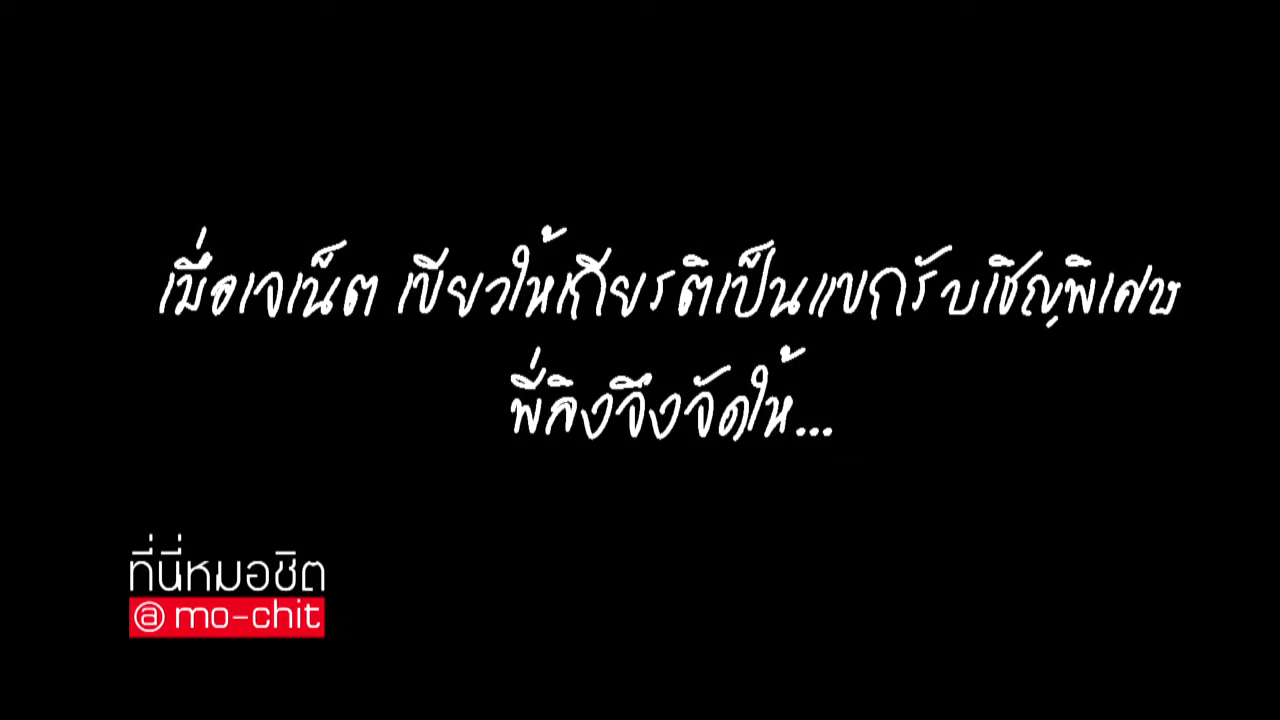 เมื่อเจเน็ต เขียวให้เกียรติเป็นแขกรับเชิญพิเศษ
พี่ลิงจึงจัดให้...
ที่นี่หมอชิต
@ mo-chit